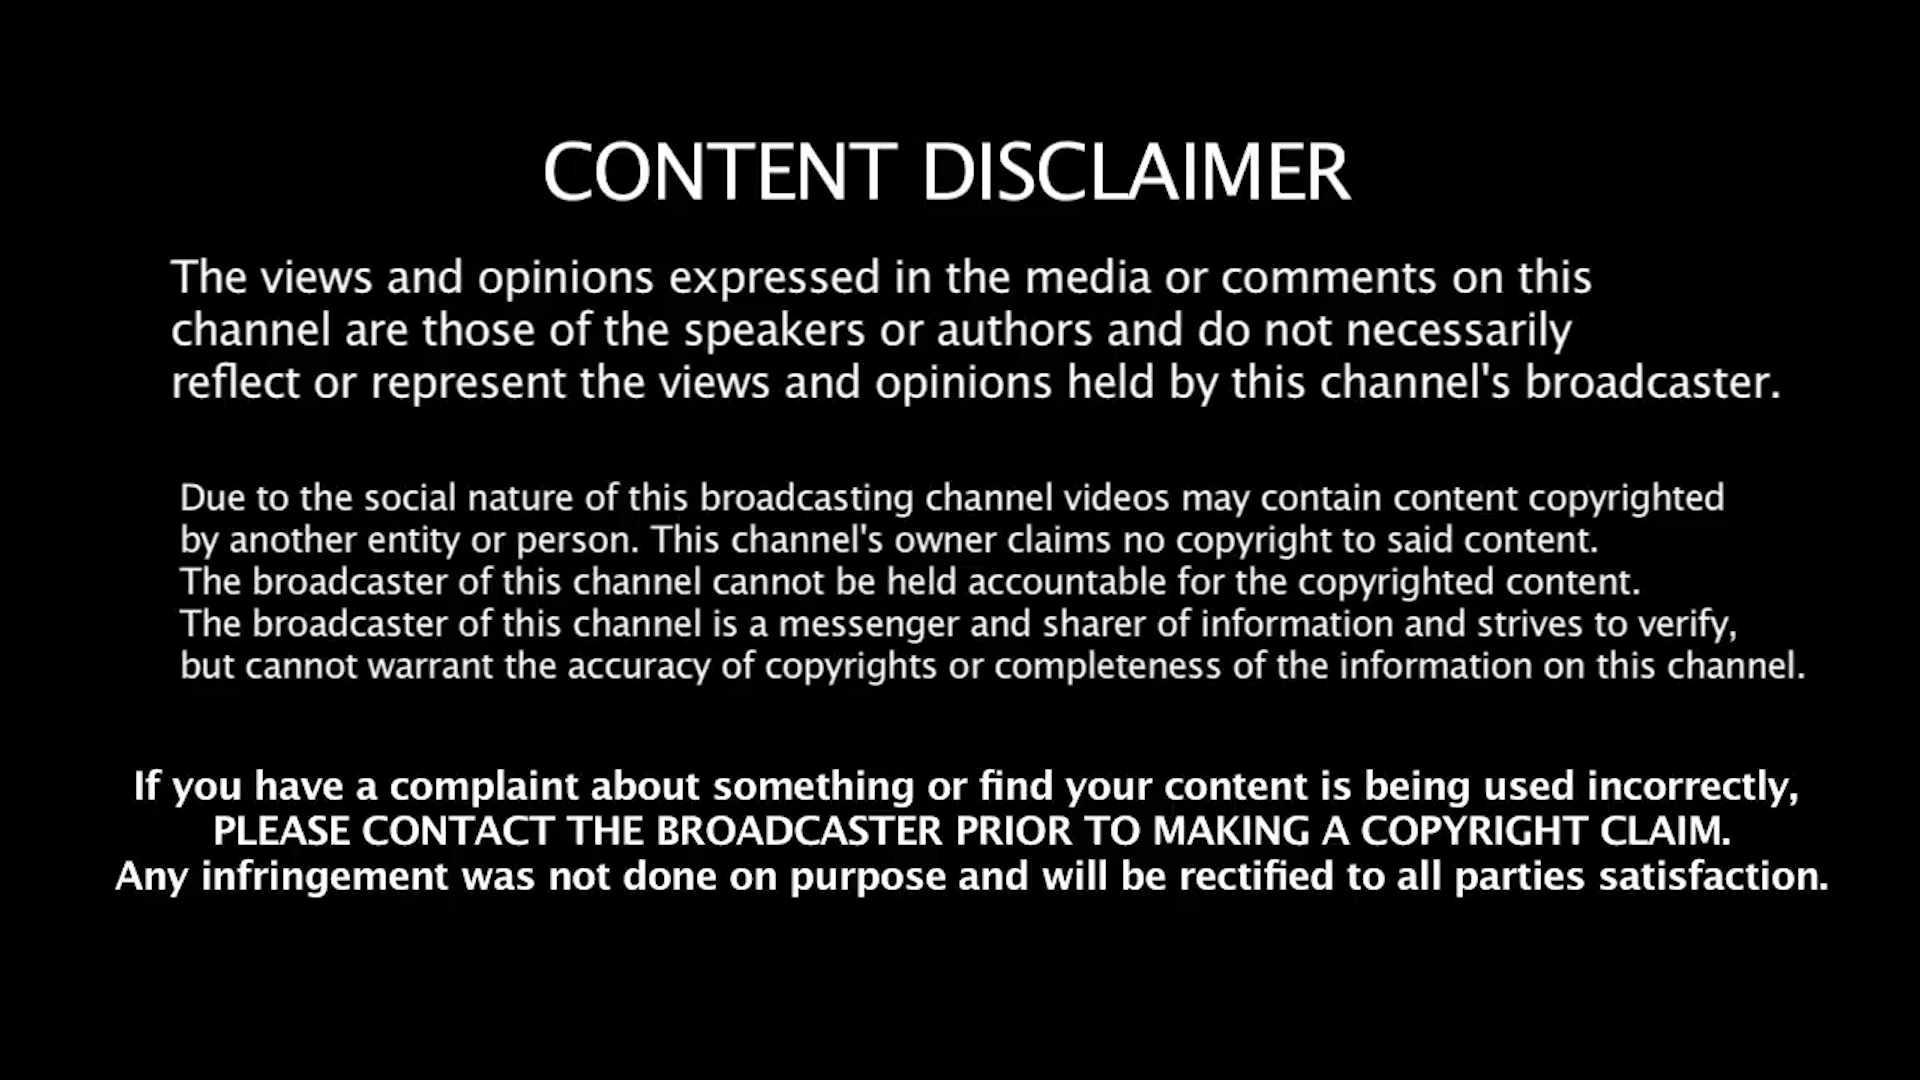 CONTENT DISCLAIMER
The views and opinions expressed in the media or comments on this
channel are those of the speakers or authors and do not necessarily
reflect or represent the views and opinions held by this channel's broadcaster.
Due to the social nature of this broadcasting channel videos may contain content copyrighted
by another entity or person. This channel's owner claims no copyright to said content.
The broadcaster of this channel cannot be held accountable for the copyrighted content.
The broadcaster of this channel is a messenger and sharer of information and strives to verify,
but cannot warrant the accuracy of copyrights or completeness of the information on this channel.
If you have a complaint about something or find your content is being used incorrectly,
PLEASE CONTACT THE BROADCASTER PRIOR TO MAKING A COPYRIGHT CLAIM.
Any infringement was not done on purpose and will be rectified to all parties satisfaction.